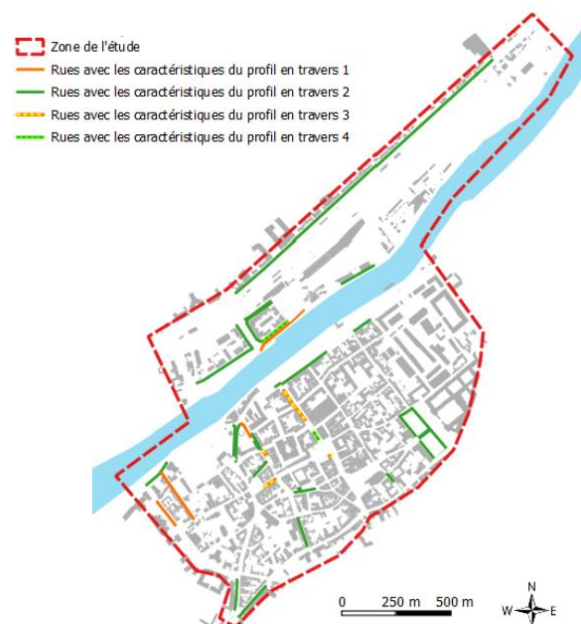 Zone de l'étude
Rues avec les caractéristiques du profil en travers 1
Rues avec les caractéristiques du profil en travers 2
Rues avec les caractéristiques du profil en travers 3
Rues avec les caractéristiques du profil en travers 4
0 250 m 500 m
N
W E
S